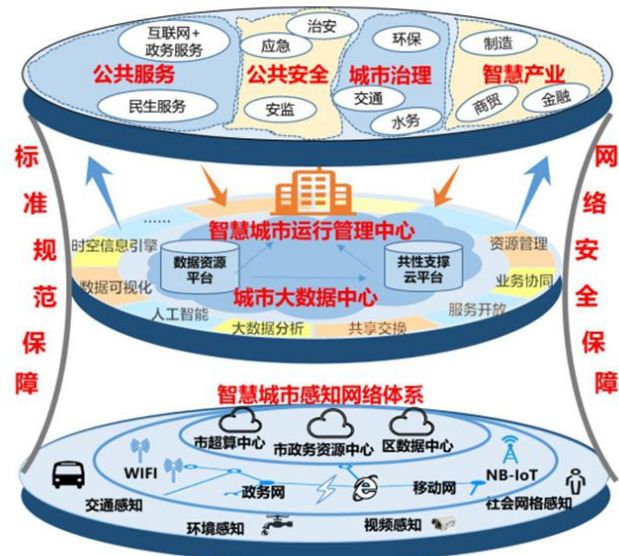 互联网+
政务服务
治安
应急
环保
制造
公共服务
公共安全
城市治理
智慧产业
民生服务
安监
交通
水务
商贸
金融
标准规范保障
网络安全保障
......
智慧城市运行管理中心
时空信息引擎
数据资源
平台
共性支撑
云平台
资源管理
数据可视化
城市大数据中心
业务协同
人工智能
大数据分析
共享交换
服务开放
智慧城市感知网络体系
市超算中心
市政务资源中心
区数据中心
WIFI
NB-IoT
政务网
移动网
交通感知
社会网格感知
环境感知
视频感知